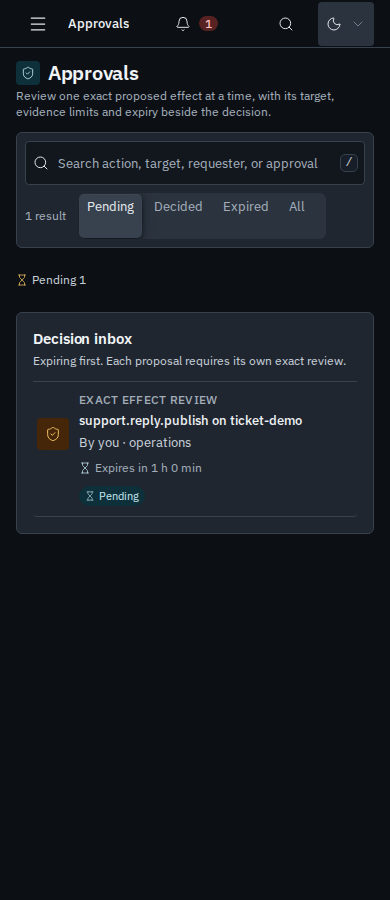 Approvals
1
Approvals
Review one exact proposed effect at a time, with its target,
evidence limits and expiry beside the decision.
Search action, target, requester, or approval
/
1 result
Pending
Decided
Expired
All
Pending 1
Decision inbox
Expiring first. Each proposal requires its own exact review.
EXACT EFFECT REVIEW
support.reply.publish on ticket-demo
By you · operations
Expires in 1 h 0 min
Pending